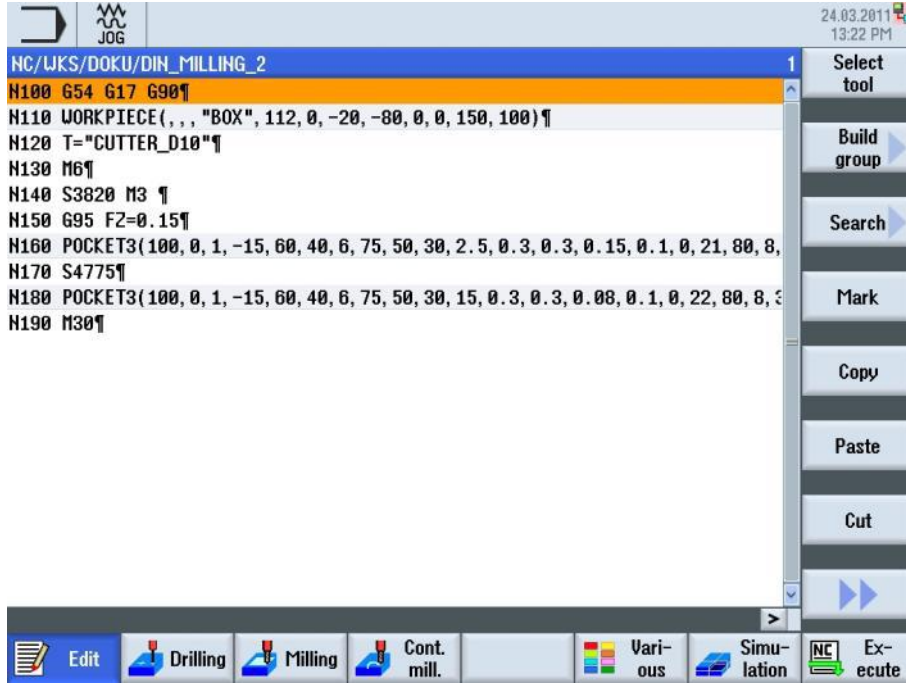 JOG
24.03.2011
13:22 PM
NC/WKS/DOKU/DIN_MILLING_2 1
N100 G54 G17 G90¶
N110 WORKPIECE(,,,"BOX",112,0,-20,-80,0,0,150,100)¶
N120 T="CUTTER_D10"¶
N130 M6¶
N140 S3820 M3 ¶
N150 G95 FZ=0.15¶
N160 POCKET3(100,0,1,-15,60,40,6,75,50,30,2.5,0.3,0.3,0.15,0.1,0,21,80,8,
N170 S4775¶
N180 POCKET3(100,0,1,-15,60,40,6,75,50,30,15,0.3,0.3,0.08,0.1,0,22,80,8,
N190 M30¶
Select
tool
Build
group
Search
Mark
Copy
Paste
Cut
>
Edit
Drilling
Milling
Cont.
mill.
Vari-
ous
Simu-
lation
NC
Ex-
ecute